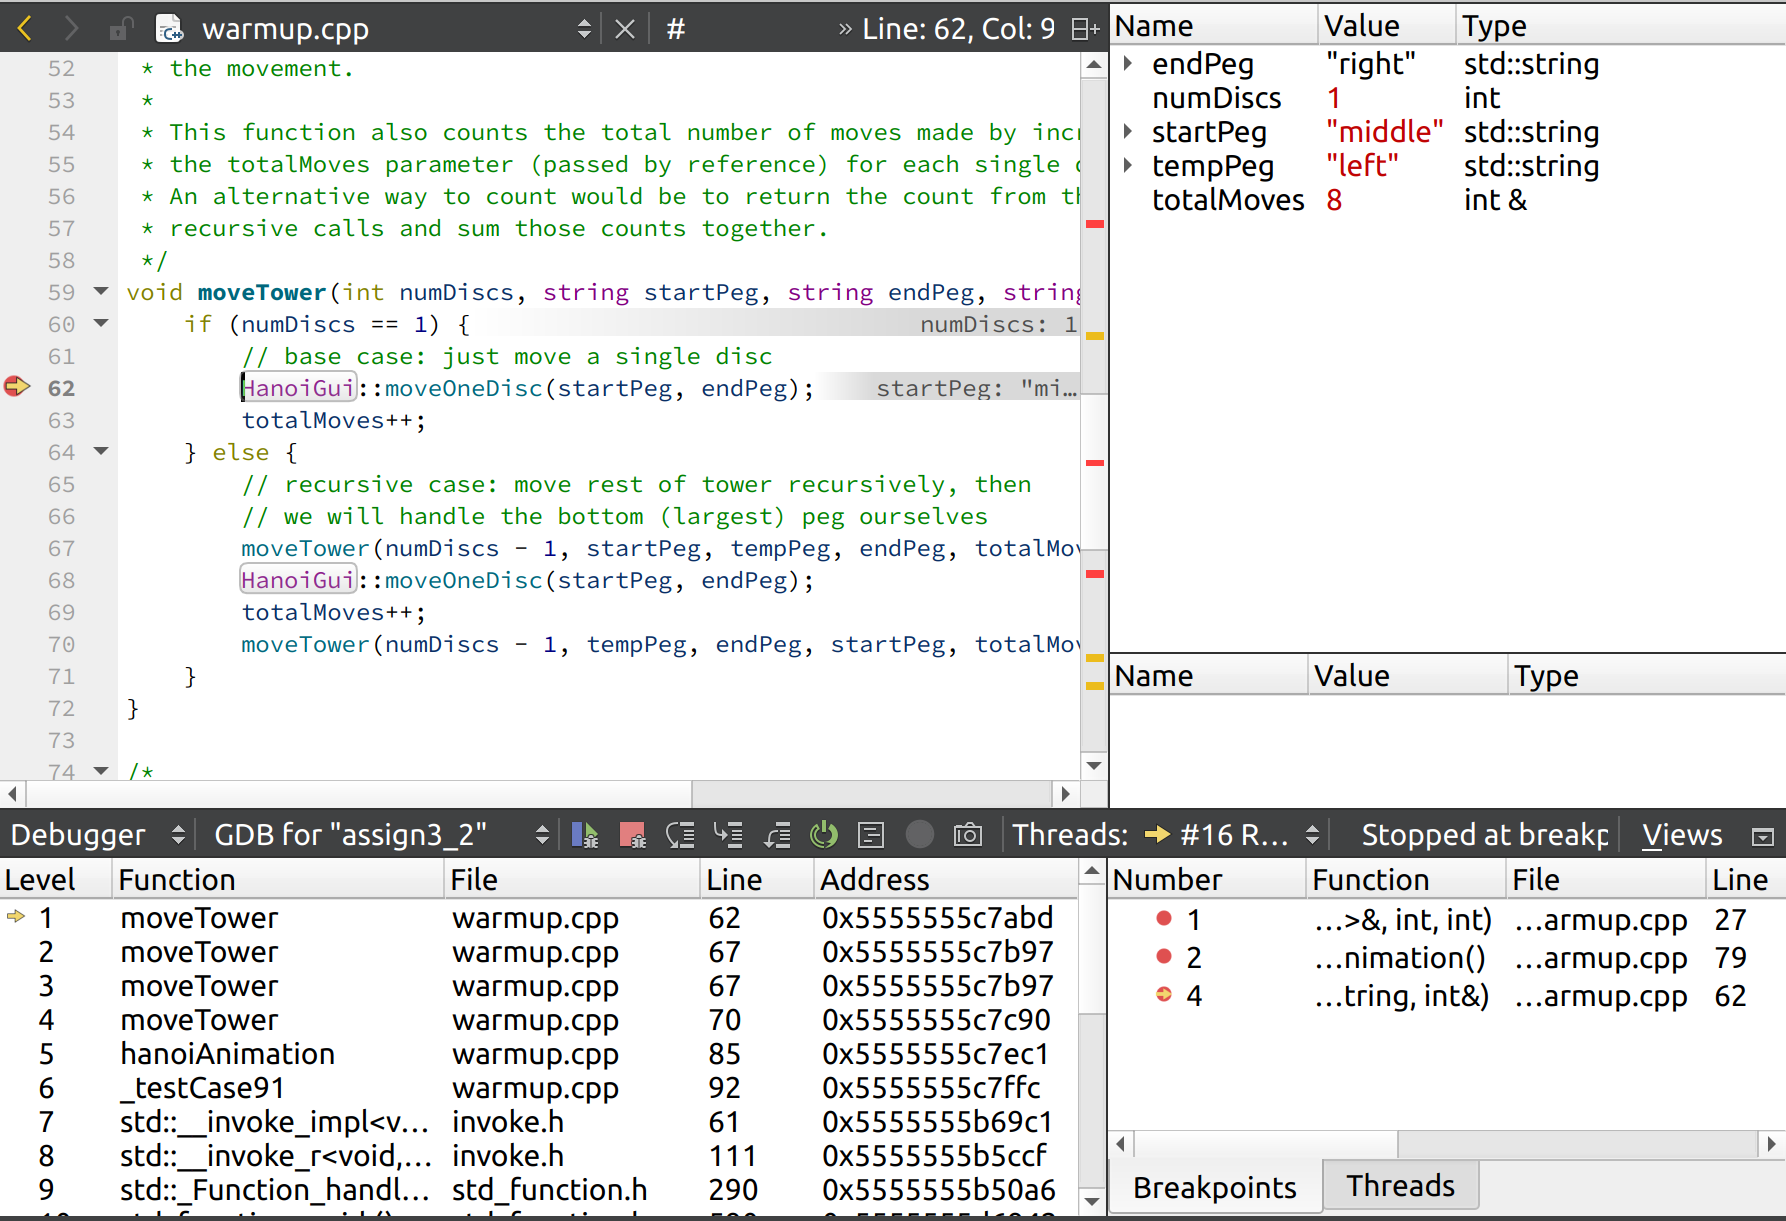 warmup.cpp # » Line: 62, Col: 9
52 * the movement.
53 *
54 * This function also counts the total number of moves made by incr
55 * the totalMoves parameter (passed by reference) for each single
56 * An alternative way to count would be to return the count from th
57 * recursive calls and sum those counts together.
58 */
59 void moveTower(int numDiscs, string startPeg, string endPeg, string
60 if (numDiscs == 1) { numDiscs: 1
61 // base case: just move a single disc
62 HanoiGui::moveOneDisc(startPeg, endPeg); startPeg: "mi…
63 totalMoves++;
64 } else {
65 // recursive case: move rest of tower recursively, then
66 // we will handle the bottom (largest) peg ourselves
67 moveTower(numDiscs - 1, startPeg, tempPeg, endPeg, totalMov
68 HanoiGui::moveOneDisc(startPeg, endPeg);
69 totalMoves++;
70 moveTower(numDiscs - 1, tempPeg, endPeg, startPeg, totalMov
71 }
72 }
73
74 /*
Name Value Type
endPeg "right" std::string
numDiscs 1 int
startPeg "middle" std::string
tempPeg "left" std::string
totalMoves 8 int &
Name Value Type
Debugger GDB for "assign3_2" Threads: #16 R… Stopped at breakp Views
Level Function File Line Address
1 moveTower warmup.cpp 62 0x5555555c7abd
2 moveTower warmup.cpp 67 0x5555555c7b97
3 moveTower warmup.cpp 67 0x5555555c7b97
4 moveTower warmup.cpp 70 0x5555555c7c90
5 hanoiAnimation warmup.cpp 85 0x5555555c7ec1
6 _testCase91 warmup.cpp 92 0x5555555c7ffc
7 std::__invoke_impl<v… invoke.h 61 0x5555555b69c1
8 std::__invoke_r<void,… invoke.h 111 0x5555555b5ccf
9 std::_Function_handl… std_function.h 290 0x5555555b50a6
Number Function File Line
1 …>&, int, int) …armup.cpp 27
2 …nimation() …armup.cpp 79
4 …tring, int&) …armup.cpp 62
Breakpoints Threads